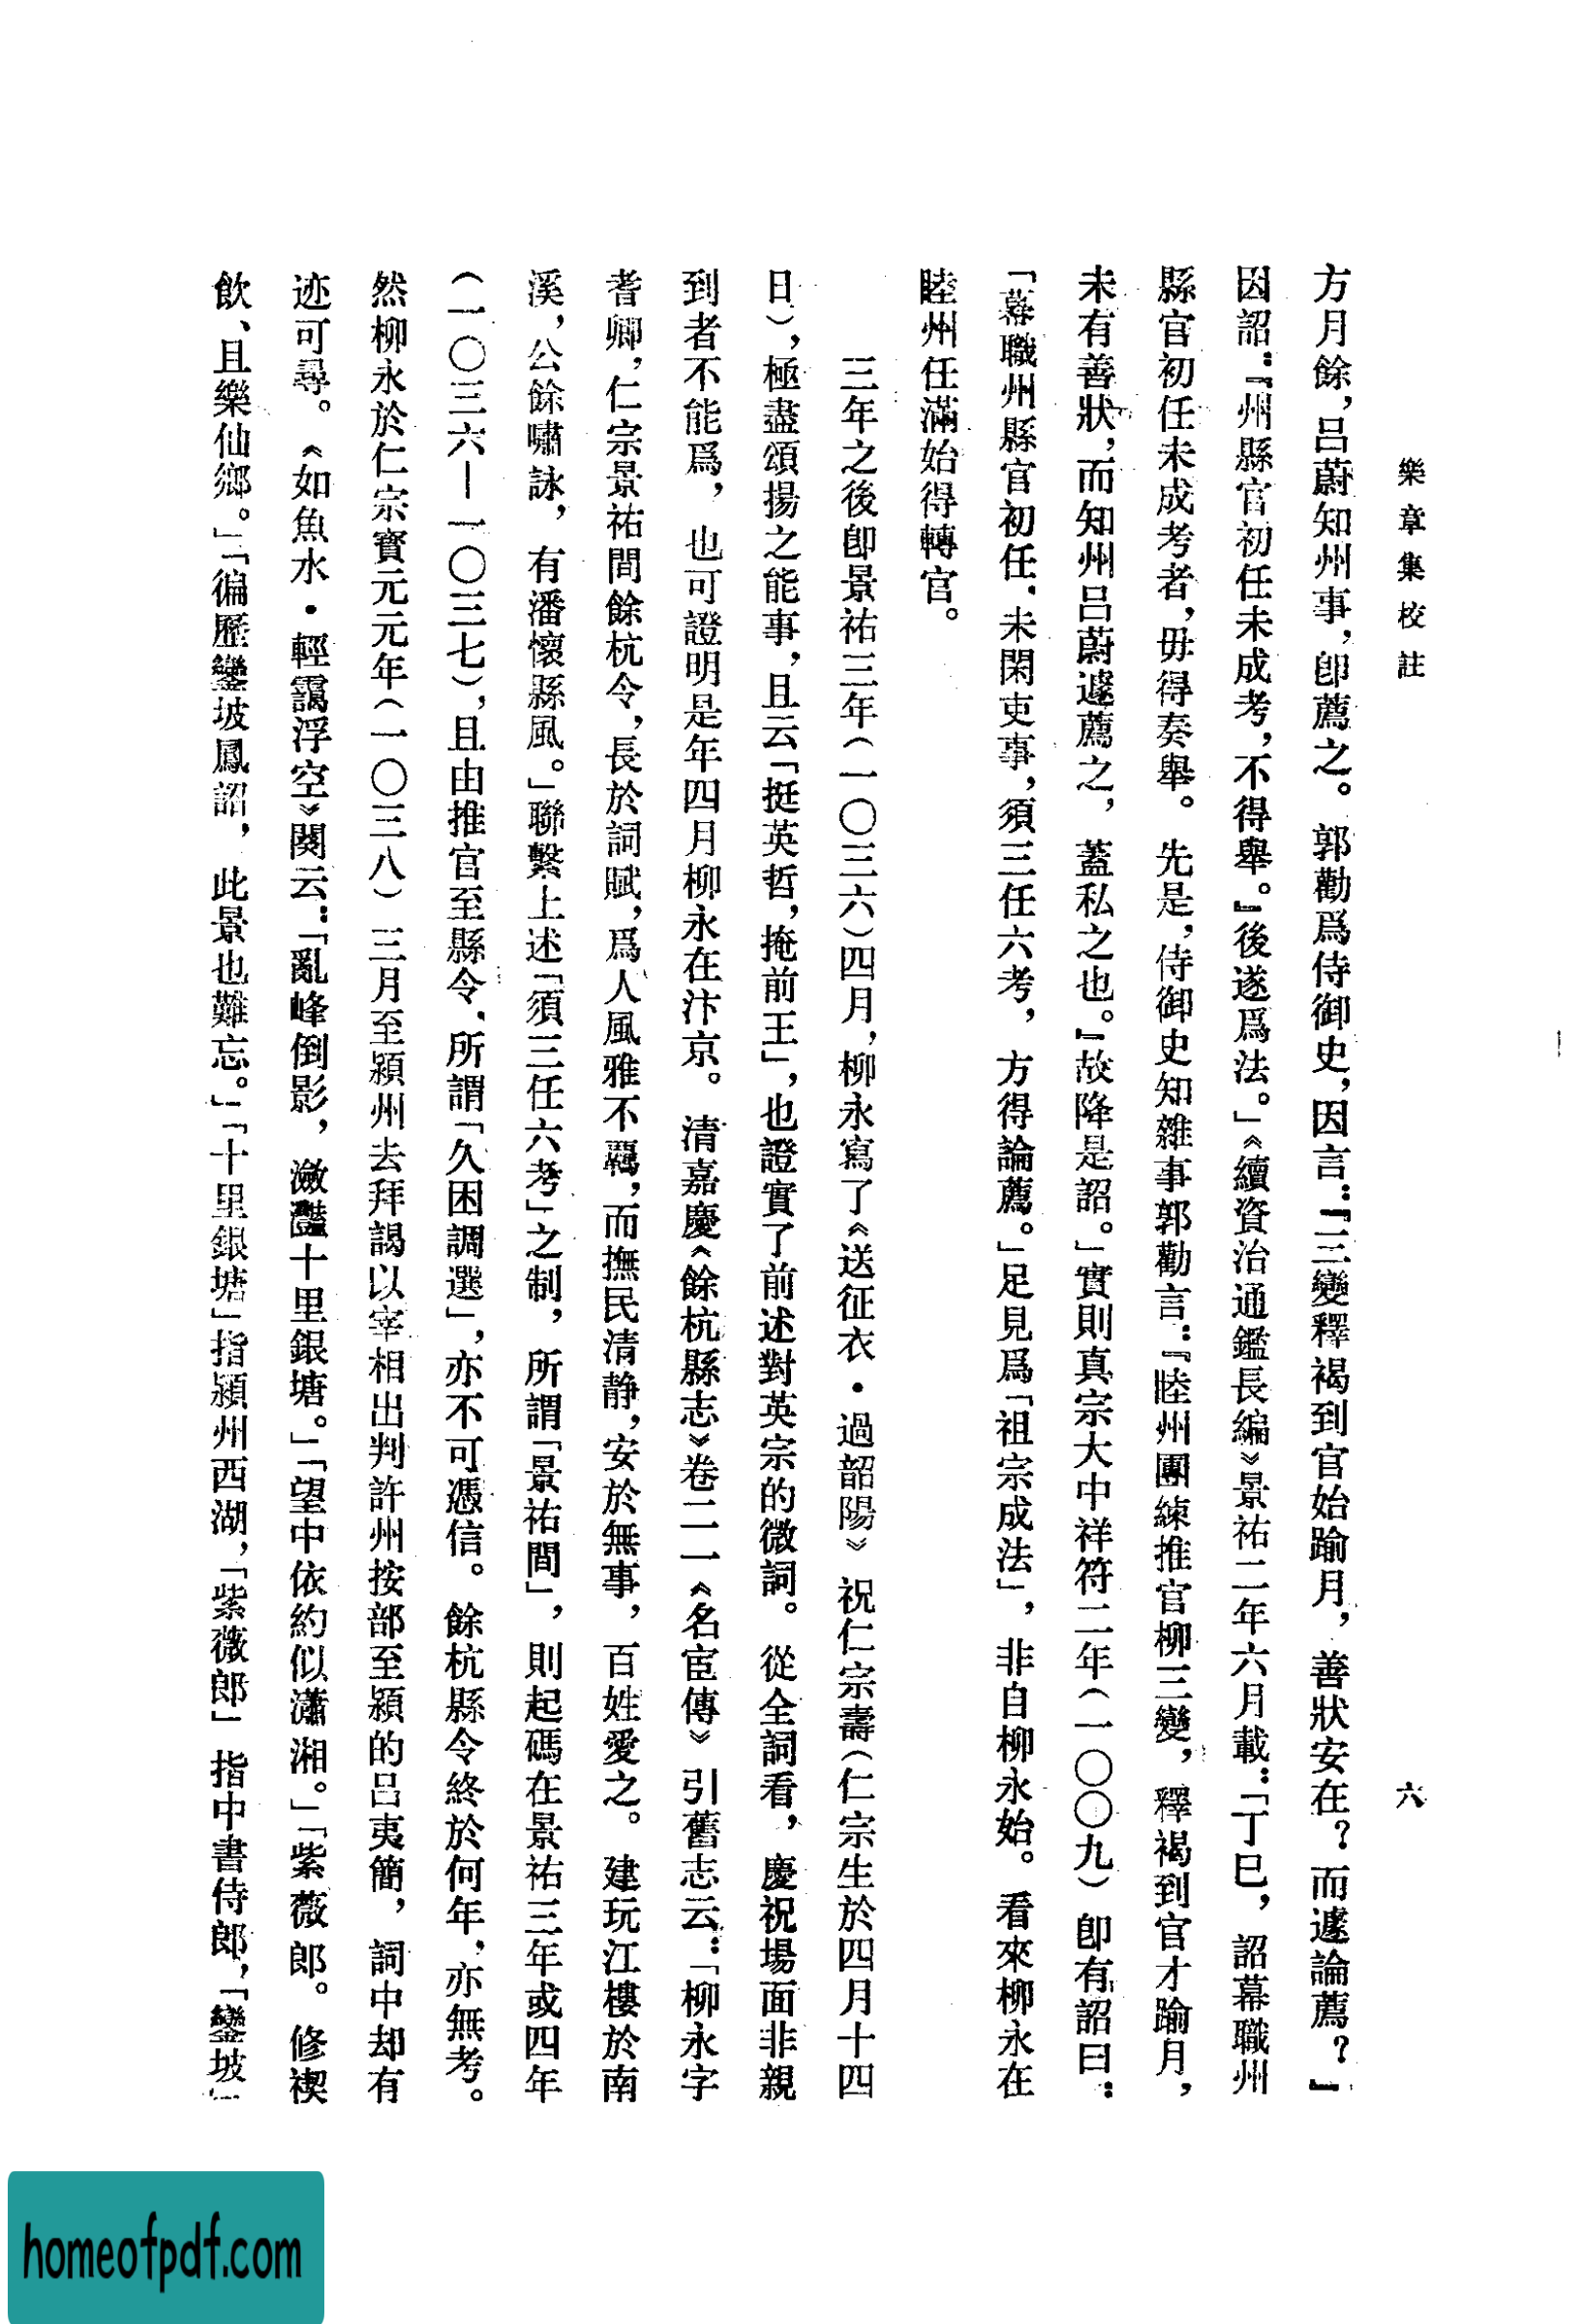 樂章集校註
六
方月餘，呂蔚知州事，卽薦之。郭勸爲侍御史，因言：『三變釋褐到官始踰月，善狀安在？而遽論薦？』
因詔：『州縣官初任未成考，不得舉。』後遂爲法。」《續資治通鑑長編》景祐二年六月載：「丁巳，詔幕職州
縣官初任未成考者，毋得奏舉。先是，侍御史知雜事郭勸言：『睦州團練推官柳三變，釋褐到官才踰月，
未有善狀，而知州呂蔚遽薦之，蓋私之也。』故降是詔。」實則真宗大中祥符二年（一〇〇九）卽有詔曰：
「幕職州縣官初任，未閑吏事，須三任六考，方得論薦。」足見爲「祖宗成法」，非自柳永始。看來柳永在
睦州任滿始得轉官。
三年之後卽景祐三年（一〇三六）四月，柳永寫了《送征衣·過韶陽》祝仁宗壽（仁宗生於四月十四
日），極盡頌揚之能事，且云「挺英哲，掩前王」，也證實了前述對英宗的微詞。從全詞看，慶祝場面非親
到者不能爲，也可證明是年四月柳永在汴京。清嘉慶《餘杭縣志》卷二一《名宦傳》引舊志云：「柳永字
耆卿，仁宗景祐間餘杭令，長於詞賦，爲人風雅不羈，而撫民清静，安於無事，百姓愛之。建玩江樓於南
溪，公餘嘯詠，有潘懷縣風。」聯繫上述「須三任六考」之制，所謂「景祐間」，則起碼在景祐三年或四年
（一〇三六—一〇三七），且由推官至縣令，所謂「久困調選」，亦不可憑信。餘杭縣令終於何年，亦無考。
然柳永於仁宗寳元元年（一〇三八）三月至潁州去拜謁以宰相出判許州按部至潁的呂夷簡，詞中却有
迹可尋。《如魚水·輕靄浮空》闋云：「亂峰倒影，瀲灩十里銀塘。」「望中依約似瀟湘。」「紫薇郎。修禊
飲、且樂仙鄉。」「徧歷鑾坡鳳詔，此景也難忘。」「十里銀塘」指潁州西湖，「紫薇郎」指中書侍郎，「鑾坡」
homeofpdf.com